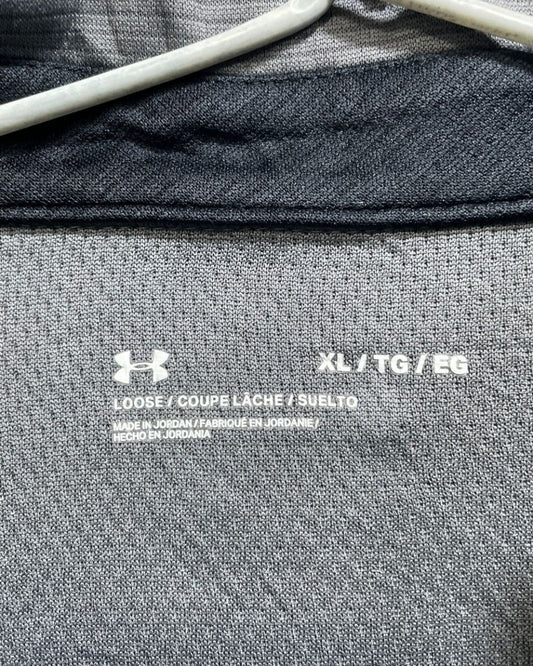 XL / TG / EG
LOOSE / COUPE LÂCHE / SUELTO
MADE IN JORDAN / FABRIQUÉ EN JORDANIE /
HECHO EN JORDANIA